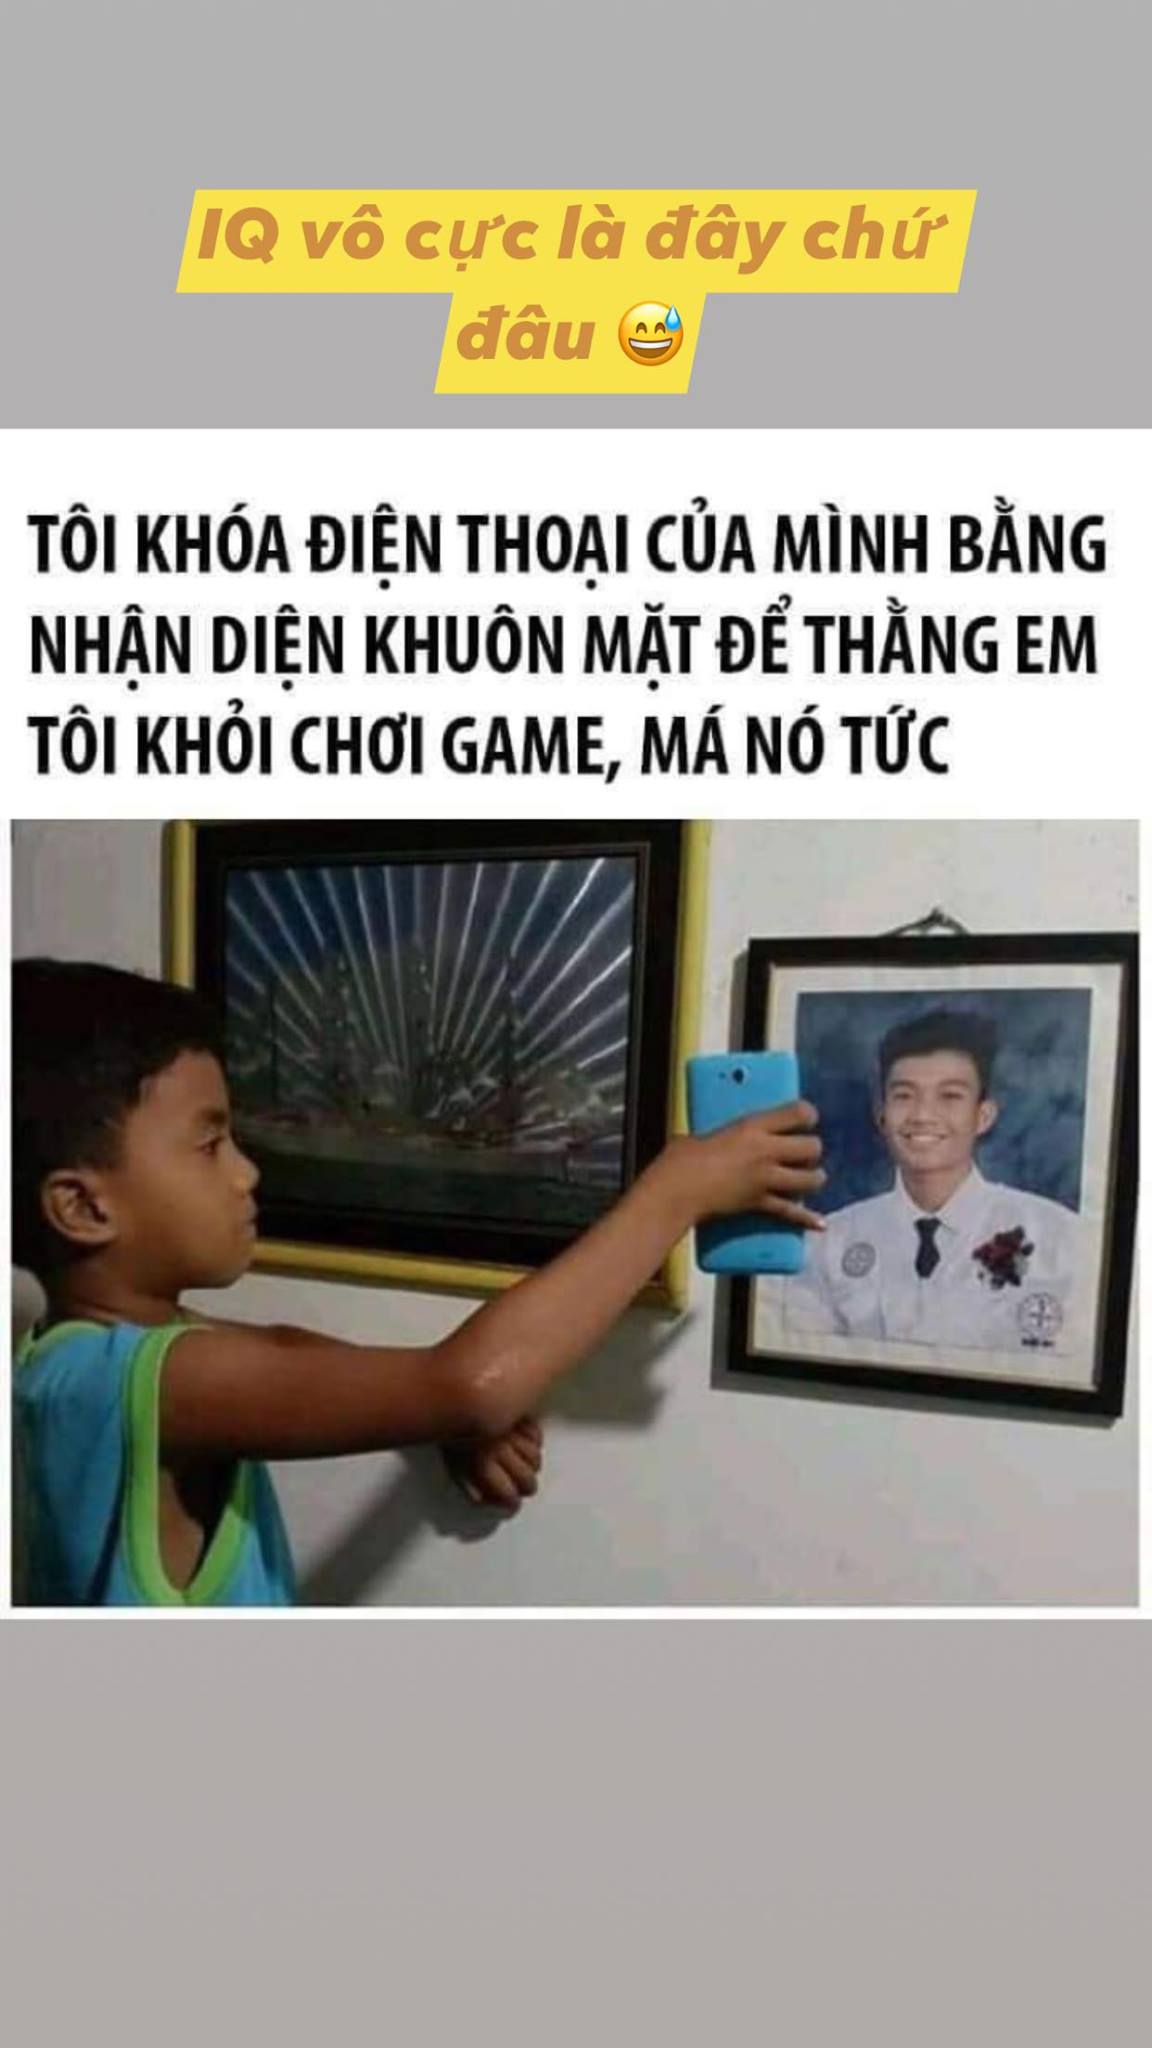 IQ vô cực là đây chứ
đâu 😅
TÔI KHÓA ĐIỆN THOẠI CỦA MÌNH BẰNG
NHẬN DIỆN KHUÔN MẶT ĐỂ THẰNG EM
TÔI KHỎI CHƠI GAME, MÁ NÓ TỨC